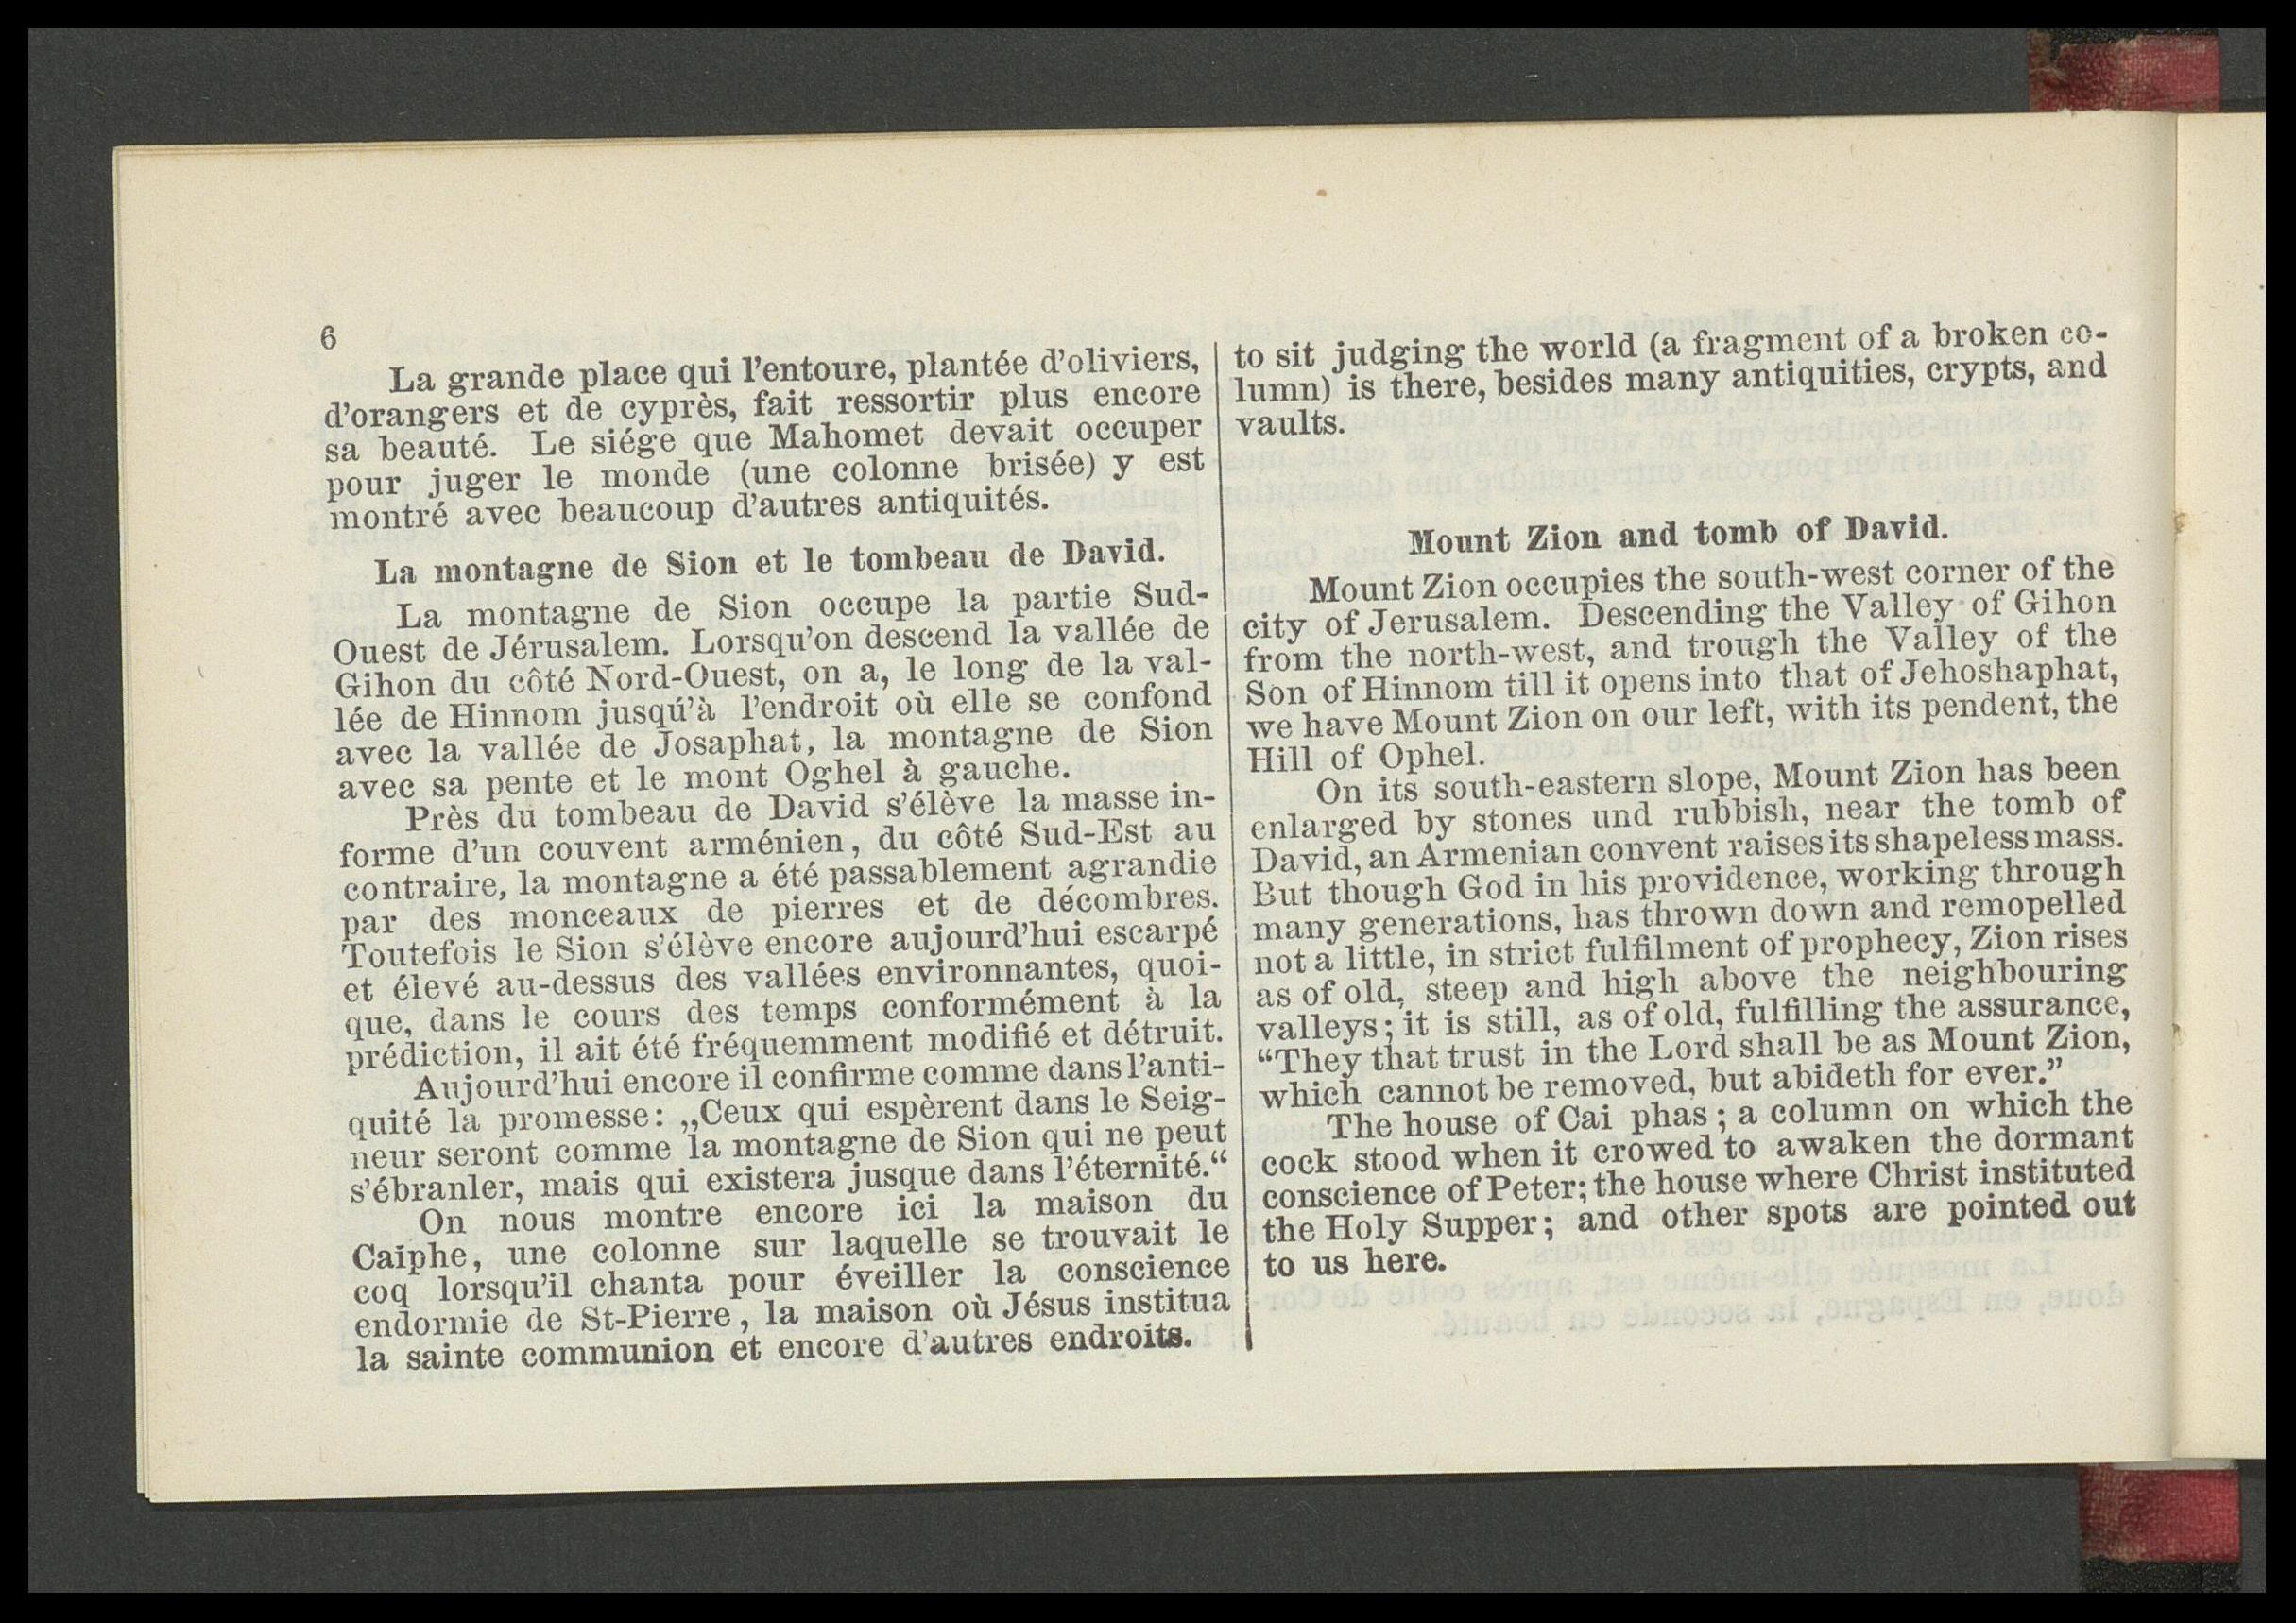 6
La grande place qui l'entoure, plantée d'oliviers,
d'orangers et de cyprès, fait ressortir plus encore
sa beauté. Le siége que Mahomet devait occuper
pour juger le monde (une colonne brisée) y est
montré avec beaucoup d'autres antiquités.
La montagne de Sion et le tombeau de David.
La montagne de Sion occupe la partie Sud-
Ouest de Jérusalem. Lorsqu'on descend la vallée de
Gihon du côté Nord-Ouest, on a, le long de la val-
lée de Hinnom jusqú'à l'endroit où elle se confond
avec la vallée de Josaphat, la montagne de Sion
avec sa pente et le mont Oghel à gauche.
Près du tombeau de David s'élève la masse in-
forme d'un couvent arménien, du côté Sud-Est au
contraire, la montagne a été passablement agrandie
par des monceaux de pierres et de décombres.
Toutefois le Sion s'élève encore aujourd'hui escarpé
et élevé au-dessus des vallées environnantes, quoi-
que, dans le cours des temps conformément à la
prédiction, il ait été fréquemment modifié et détruit.
Aujourd'hui encore il confirme comme dans l'anti-
quité la promesse: „Ceux qui espèrent dans le Seig-
neur seront comme la montagne de Sion qui ne peut
s'ébranler, mais qui existera jusque dans l'éternité.“
On nous montre encore ici la maison du
Caïphe, une colonne sur laquelle se trouvait le
coq lorsqu'il chanta pour éveiller la conscience
endormie de St-Pierre, la maison où Jésus institua
la sainte communion et encore d'autres endroits.
to sit judging the world (a fragment of a broken co-
lumn) is there, besides many antiquities, crypts, and
vaults.
Mount Zion and tomb of David.
Mount Zion occupies the south-west corner of the
city of Jerusalem. Descending the Valley of Gihon
from the north-west, and trough the Valley of the
Son of Hinnom till it opens into that of Jehoshaphat,
we have Mount Zion on our left, with its pendent, the
Hill of Ophel.
On its south-eastern slope, Mount Zion has been
enlarged by stones und rubbish, near the tomb of
David, an Armenian convent raises its shapeless mass.
But though God in his providence, working through
many generations, has thrown down and remopelled
not a little, in strict fulfilment of prophecy, Zion rises
as of old, steep and high above the neighbouring
valleys; it is still, as of old, fulfilling the assurance,
“They that trust in the Lord shall be as Mount Zion,
which cannot be removed, but abideth for ever.”
The house of Cai phas; a column on which the
cock stood when it crowed to awaken the dormant
conscience of Peter; the house where Christ instituted
the Holy Supper; and other spots are pointed out
to us here.